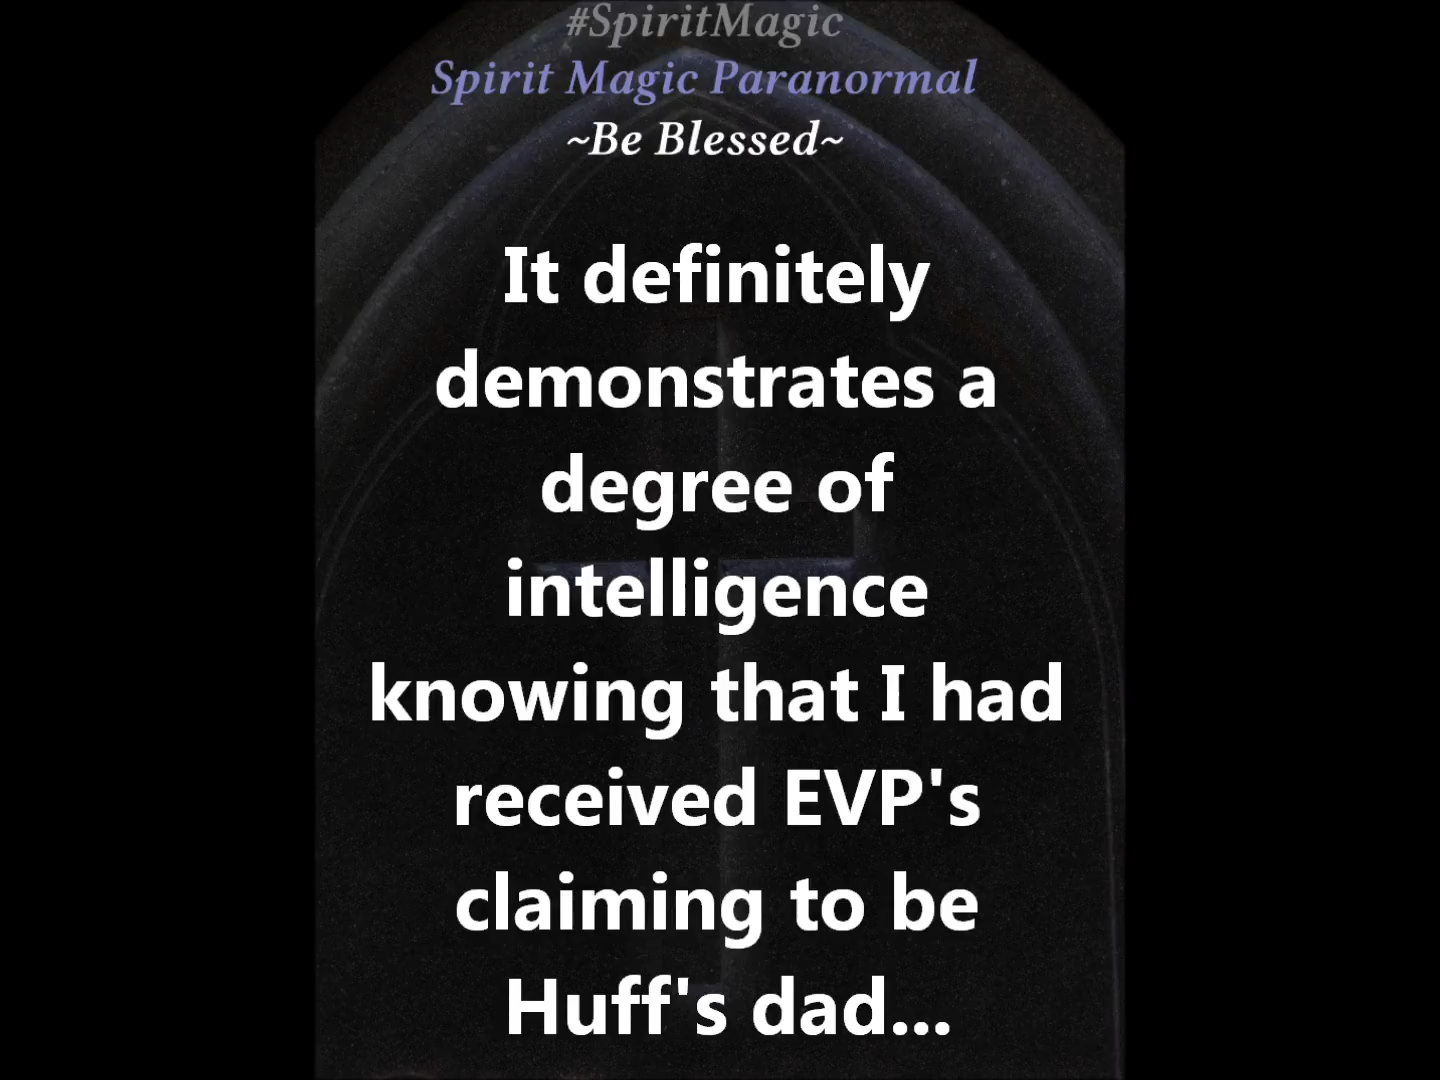 #SpiritMagic
Spirit Magic Paranormal
~Be Blessed~
It definitely
demonstrates a
degree of
intelligence
knowing that I had
received EVP's
claiming to be
Huff's dad...